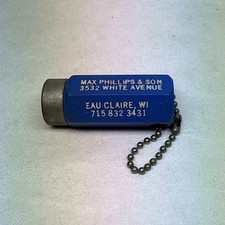 MAX PHILLIPS & SON
3532 WHITE AVENUE
EAU CLAIRE, WI
715 832 3431